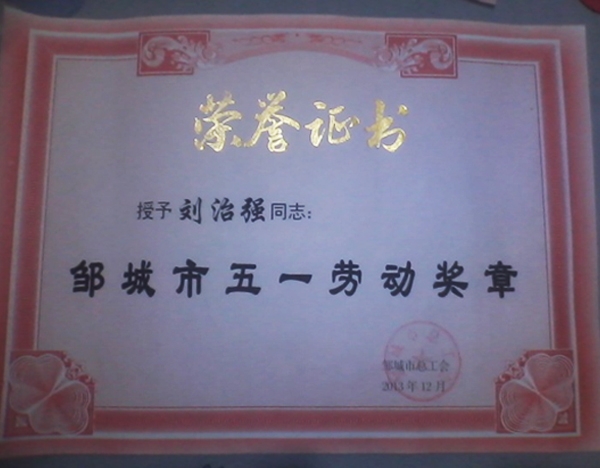 荣誉证书
授予 刘治强同志：
邹城市五一劳动奖章
邹城市总工会
2013年12月